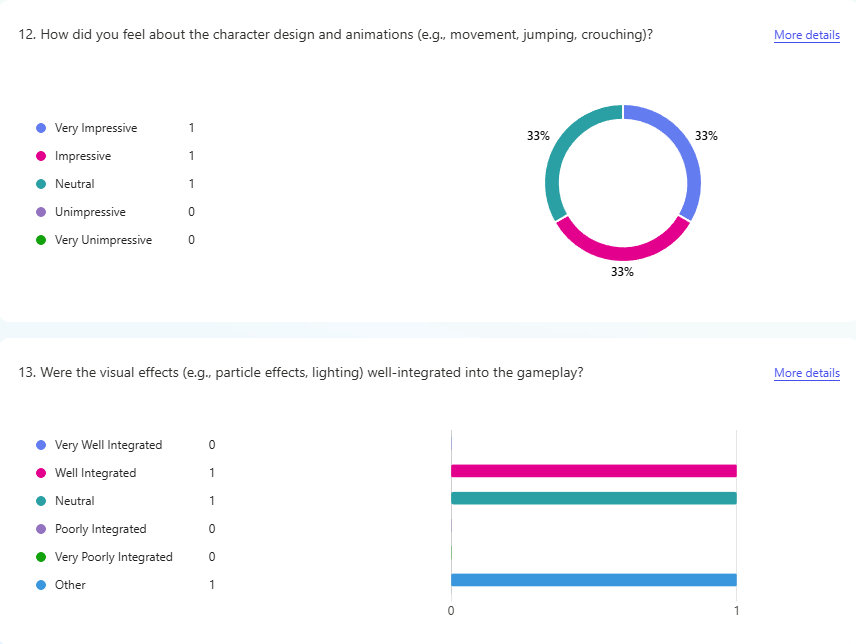 12. How did you feel about the character design and animations (e.g., movement, jumping, crouching)?
More details
Very Impressive 1
Impressive 1
Neutral 1
Unimpressive 0
Very Unimpressive 0
33%
33%
33%
13. Were the visual effects (e.g., particle effects, lighting) well-integrated into the gameplay?
More details
Very Well Integrated 0
Well Integrated 1
Neutral 1
Poorly Integrated 0
Very Poorly Integrated 0
Other 1
0 1